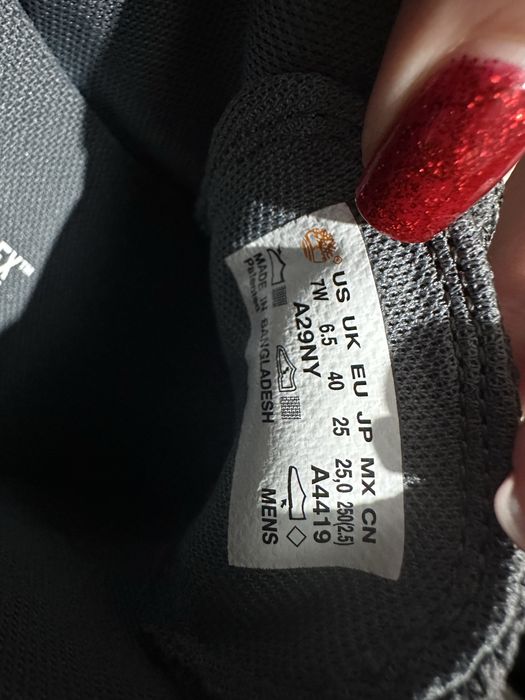 EX™
US UK EU JP MX CN
7W 6.5 40 25 25,0 250(2.5)
A29NY A4419
MADE IN BANGLADESH
MENS